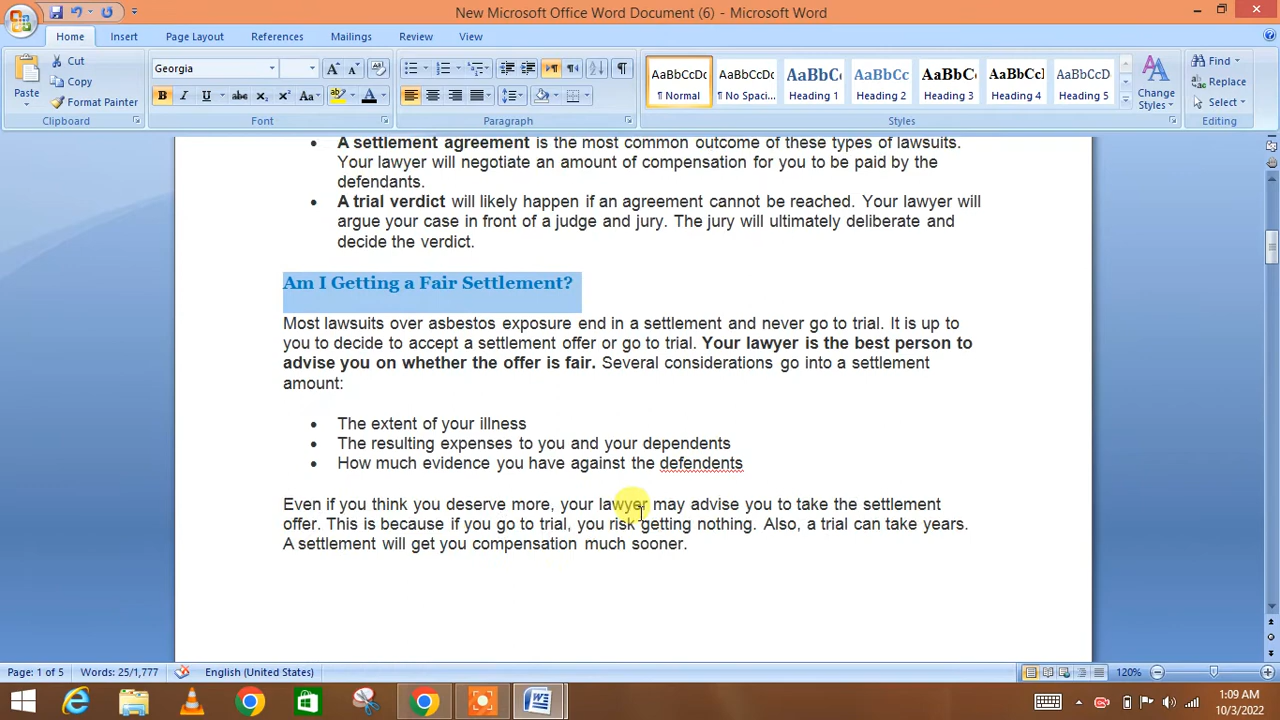 New Microsoft Office Word Document (6) - Microsoft Word
Home Insert Page Layout References Mailings Review View
Paste
Cut
Copy
Format Painter
Clipboard
Georgia
Font
Paragraph
AaBbCcDc AaBbCcDc AaBbC AaBbCc AaBbC AaBbCcI AaBbCcD
¶ Normal ¶ No Spaci... Heading 1 Heading 2 Heading 3 Heading 4 Heading 5
Change Styles
Styles
Find
Replace
Select
Editing
• A settlement agreement is the most common outcome of these types of lawsuits.
Your lawyer will negotiate an amount of compensation for you to be paid by the
defendants.
• A trial verdict will likely happen if an agreement cannot be reached. Your lawyer will
argue your case in front of a judge and jury. The jury will ultimately deliberate and
decide the verdict.
Am I Getting a Fair Settlement?
Most lawsuits over asbestos exposure end in a settlement and never go to trial. It is up to
you to decide to accept a settlement offer or go to trial. Your lawyer is the best person to
advise you on whether the offer is fair. Several considerations go into a settlement
amount:
• The extent of your illness
• The resulting expenses to you and your dependents
• How much evidence you have against the defendents
Even if you think you deserve more, your lawyer may advise you to take the settlement
offer. This is because if you go to trial, you risk getting nothing. Also, a trial can take years.
A settlement will get you compensation much sooner.
Page: 1 of 5 Words: 25/1,777 English (United States) 120%
1:09 AM
10/3/2022